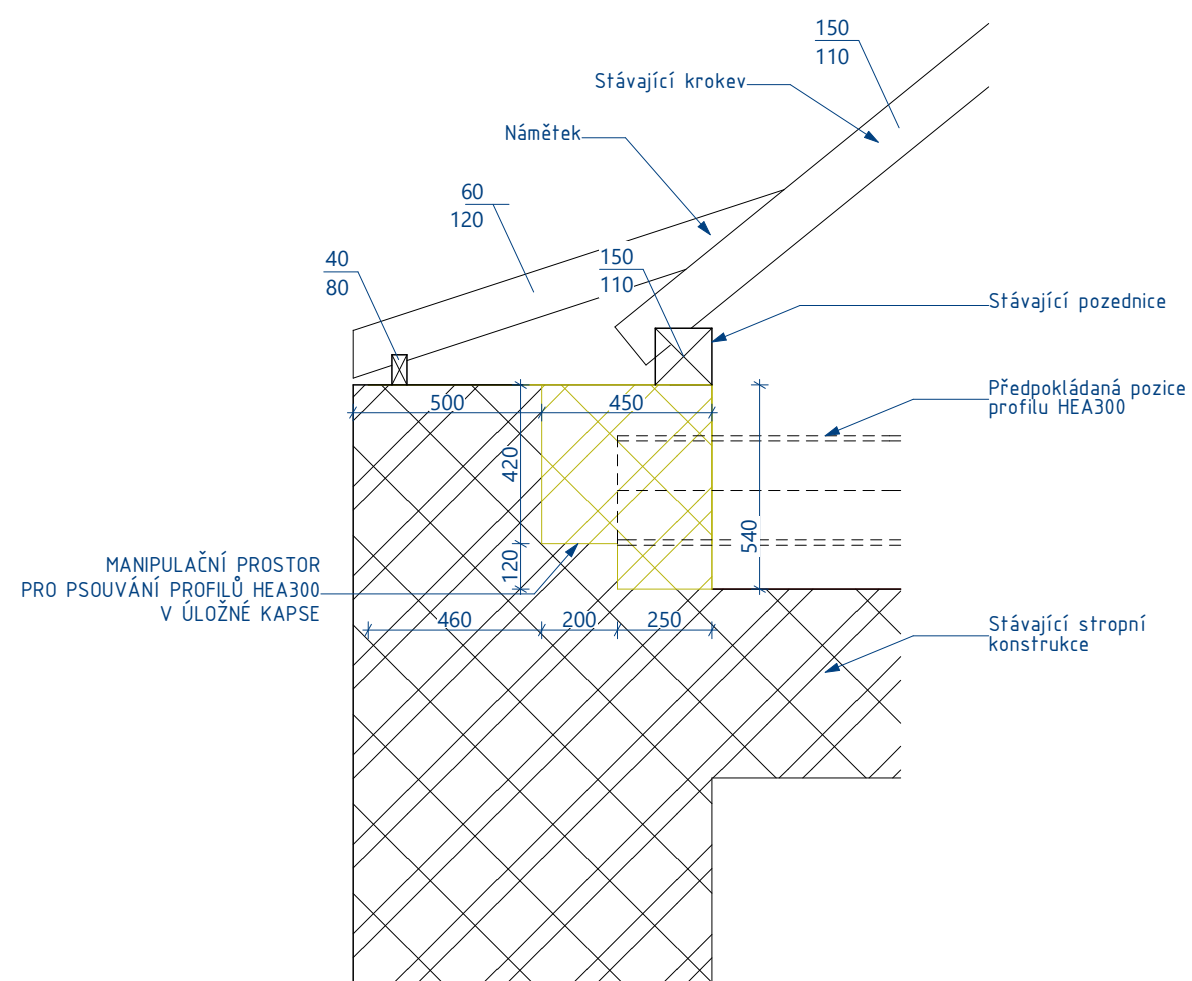 150
110
Stávající krokev
Námětek
60
120
40
80
150
110
Stávající pozednice
Předpokládaná pozice
profilu HEA300
500
450
420
540
120
MANIPULAČNÍ PROSTOR
PRO PSOUVÁNÍ PROFILŮ HEA300
V ÚLOŽNÉ KAPSE
460
200
250
Stávající stropní
konstrukce